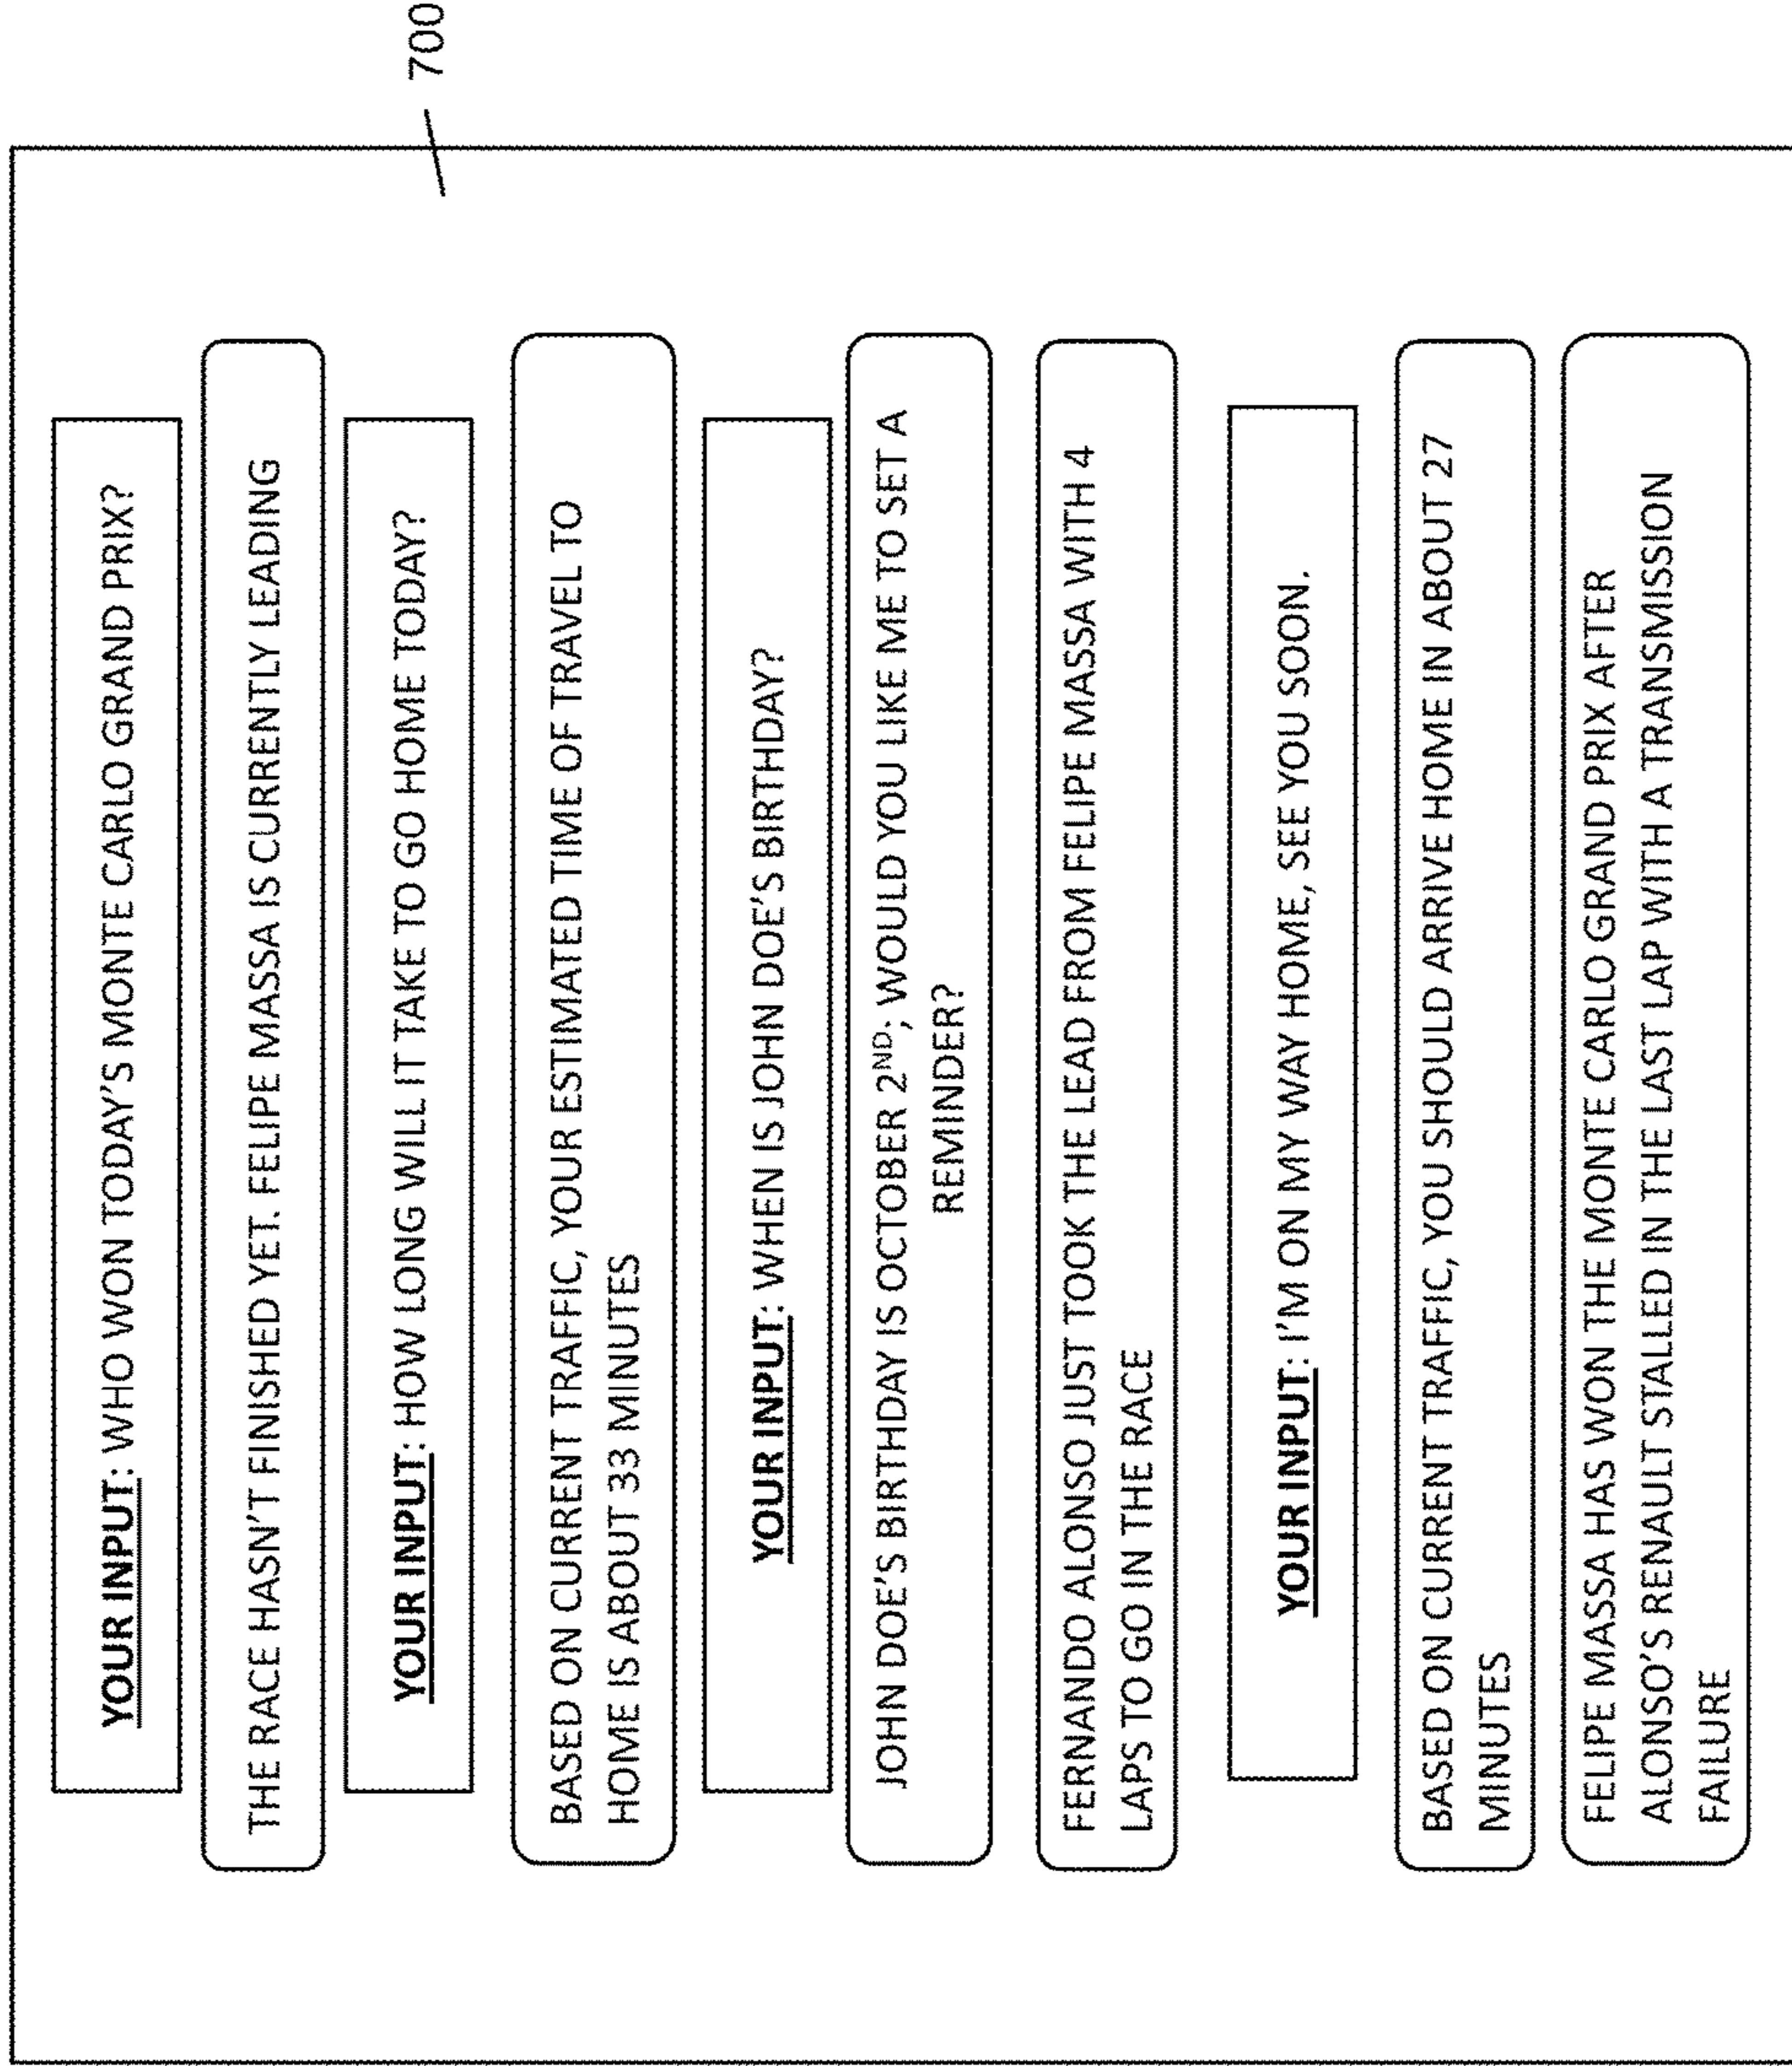 YOUR INPUT: WHO WON TODAY'S MONTE CARLO GRAND PRIX?
THE RACE HASN'T FINISHED YET. FELIPE MASSA IS CURRENTLY LEADING
YOUR INPUT: HOW LONG WILL IT TAKE TO GO HOME TODAY?
BASED ON CURRENT TRAFFIC, YOUR ESTIMATED TIME OF TRAVEL TO
HOME IS ABOUT 33 MINUTES
YOUR INPUT: WHEN IS JOHN DOE'S BIRTHDAY?
JOHN DOE'S BIRTHDAY IS OCTOBER 2ND; WOULD YOU LIKE ME TO SET A
REMINDER?
FERNANDO ALONSO JUST TOOK THE LEAD FROM FELIPE MASSA WITH 4
LAPS TO GO IN THE RACE
YOUR INPUT: I'M ON MY WAY HOME, SEE YOU SOON.
BASED ON CURRENT TRAFFIC, YOU SHOULD ARRIVE HOME IN ABOUT 27
MINUTES
FELIPE MASSA HAS WON THE MONTE CARLO GRAND PRIX AFTER
ALONSO'S RENAULT STALLED IN THE LAST LAP WITH A TRANSMISSION
FAILURE
700